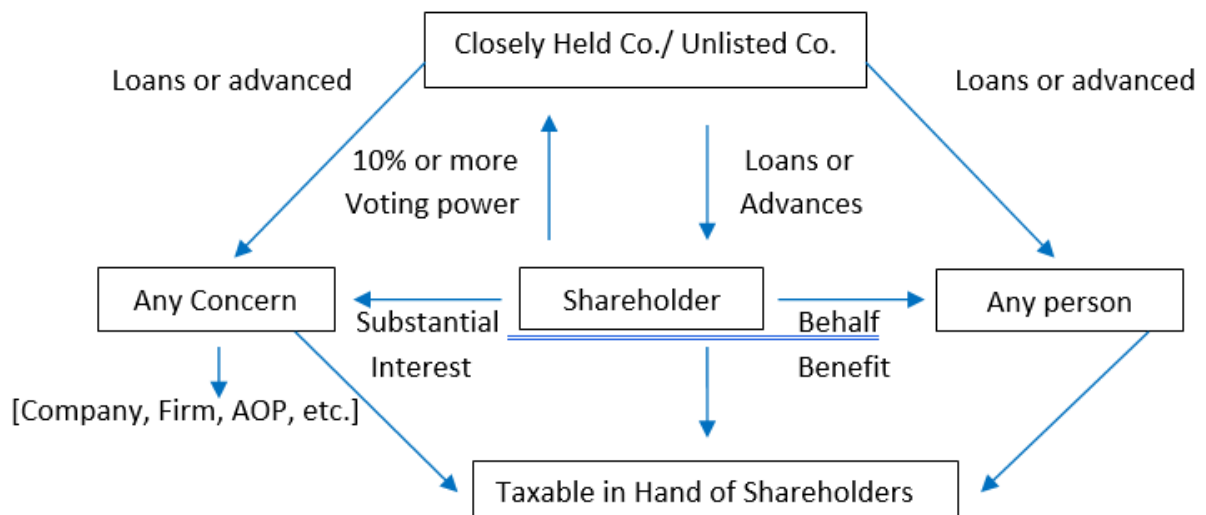 Closely Held Co./ Unlisted Co.
Loans or advanced
Loans or advanced
10% or more
Voting power
Loans or
Advances
Any Concern
Shareholder
Any person
Substantial
Interest
Behalf
Benefit
[Company, Firm, AOP, etc.]
Taxable in Hand of Shareholders